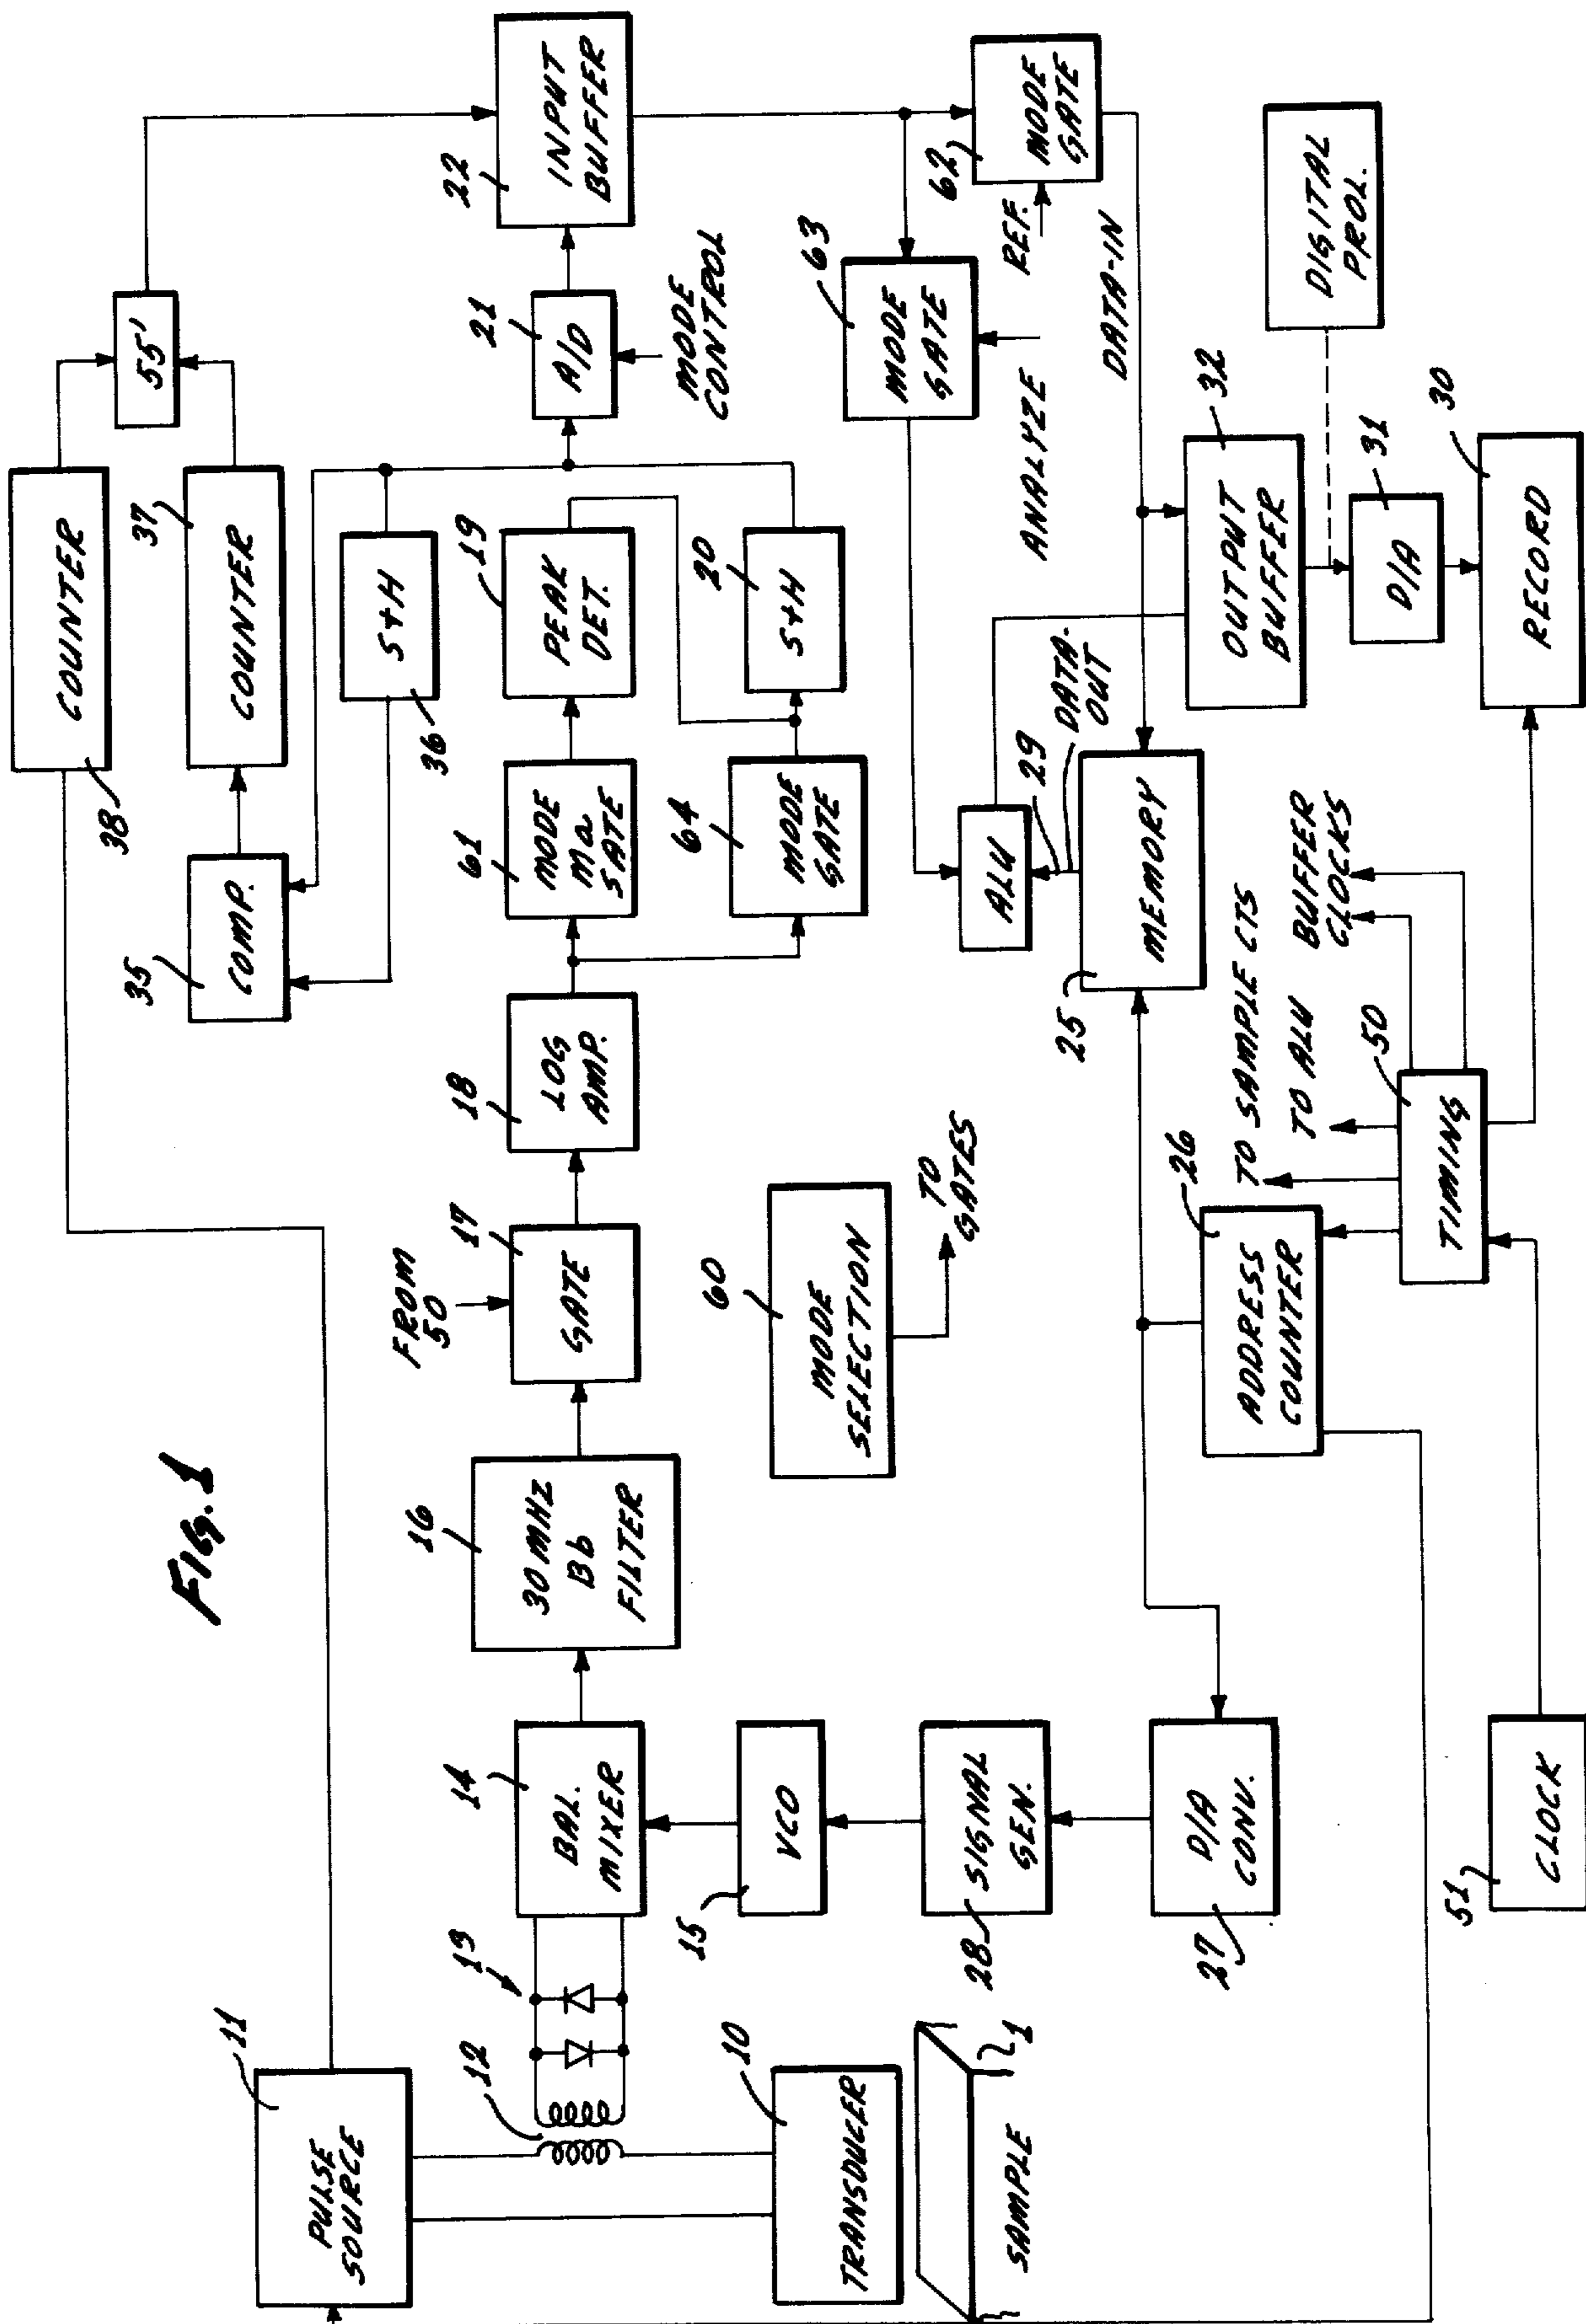 FIG. 1
11
PULSE
SOURCE
12
13
10
TRANSDUCER
SAMPLE
1
14
BAL.
MIXER
15
VCO
28
SIGNAL
GEN.
27
D/A
CONV.
51
CLOCK
16
30 MHZ
Bb
FILTER
FROM
50
17
GATE
18
LOG
AMP.
60
MODE
SELECTION
TO
GATES
26
ADDRESS
COUNTER
50
TIMING
TO SAMPLE CTS
TO ALU
BUFFER
CLOCKS
38
COUNTER
35
COMP.
37
COUNTER
36
S+H
61
MODE
Ma
GATE
19
PEAK
DET.
64
MODE
GATE
20
S+H
55'
21
A/D
MODE
CONTROL
22
INPUT
BUFFER
63
MODE
GATE
ANALYZE
62
MODE
GATE
REF.
DATA-IN
ALU
29
DATA-
OUT
25
MEMORY
32
OUTPUT
BUFFER
DIGITAL
PROL.
31
D/A
30
RECORD